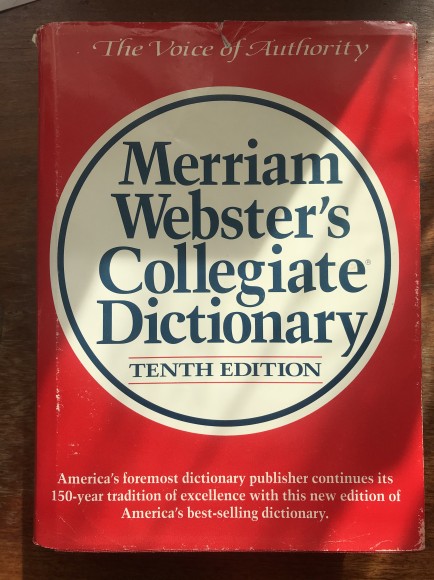 The Voice of Authority
Merriam
Webster's
Collegiate®
Dictionary
TENTH EDITION
America's foremost dictionary publisher continues its
150-year tradition of excellence with this new edition of
America's best-selling dictionary.